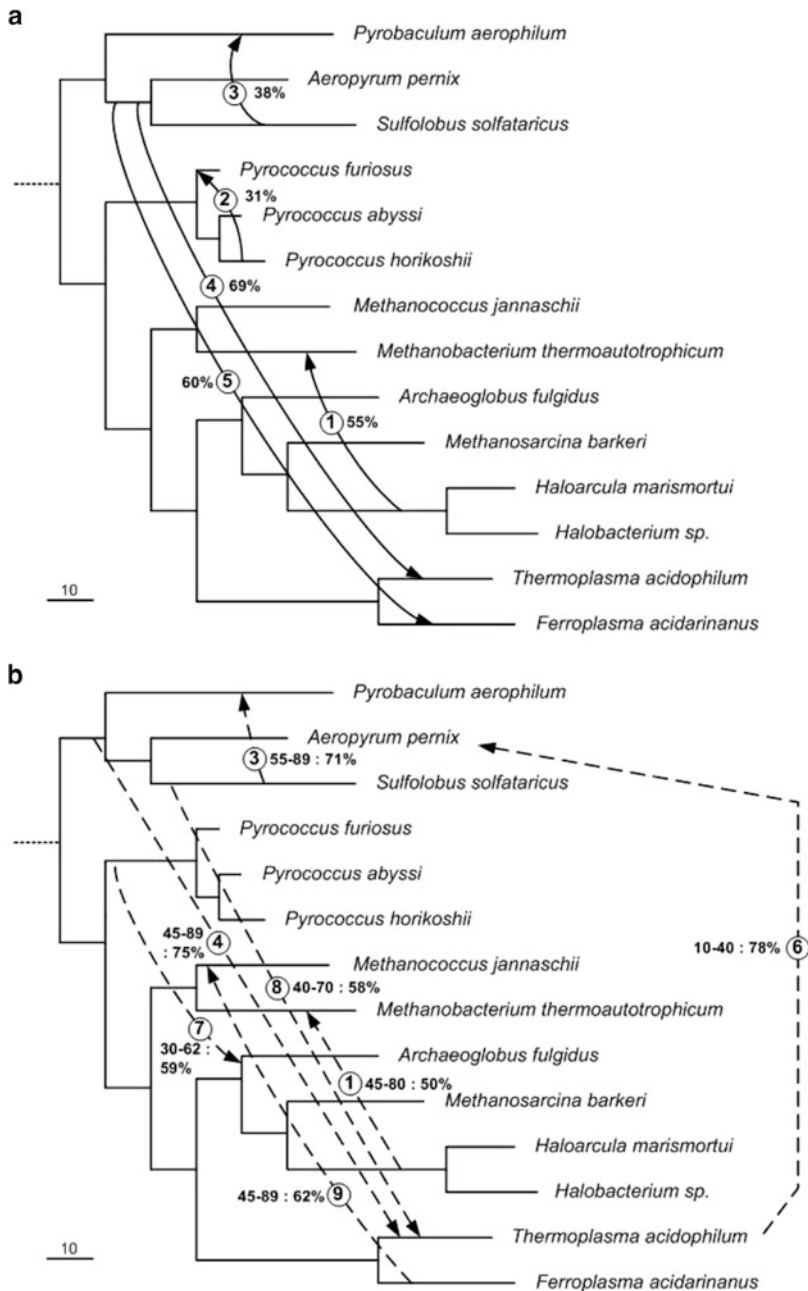 a
Pyrobaculum aerophilum
Aeropyrum pernix
3 38%
Sulfolobus solfataricus
Pyrococcus furiosus
2 31%
Pyrococcus abyssi
Pyrococcus horikoshii
4 69%
Methanococcus jannaschii
Methanobacterium thermoautotrophicum
60% 5
Archaeoglobus fulgidus
1 55%
Methanosarcina barkeri
Haloarcula marismortui
Halobacterium sp.
Thermoplasma acidophilum
10
Ferroplasma acidarinanus
b
Pyrobaculum aerophilum
Aeropyrum pernix
3 55-89 : 71%
Sulfolobus solfataricus
Pyrococcus furiosus
Pyrococcus abyssi
Pyrococcus horikoshii
45-89
: 75%
4
10-40 : 78% 6
Methanococcus jannaschii
8 40-70 : 58%
Methanobacterium thermoautotrophicum
7
30-62 :
59%
Archaeoglobus fulgidus
1 45-80 : 50%
Methanosarcina barkeri
Haloarcula marismortui
45-89 : 62% 9
Halobacterium sp.
Thermoplasma acidophilum
10
Ferroplasma acidarinanus